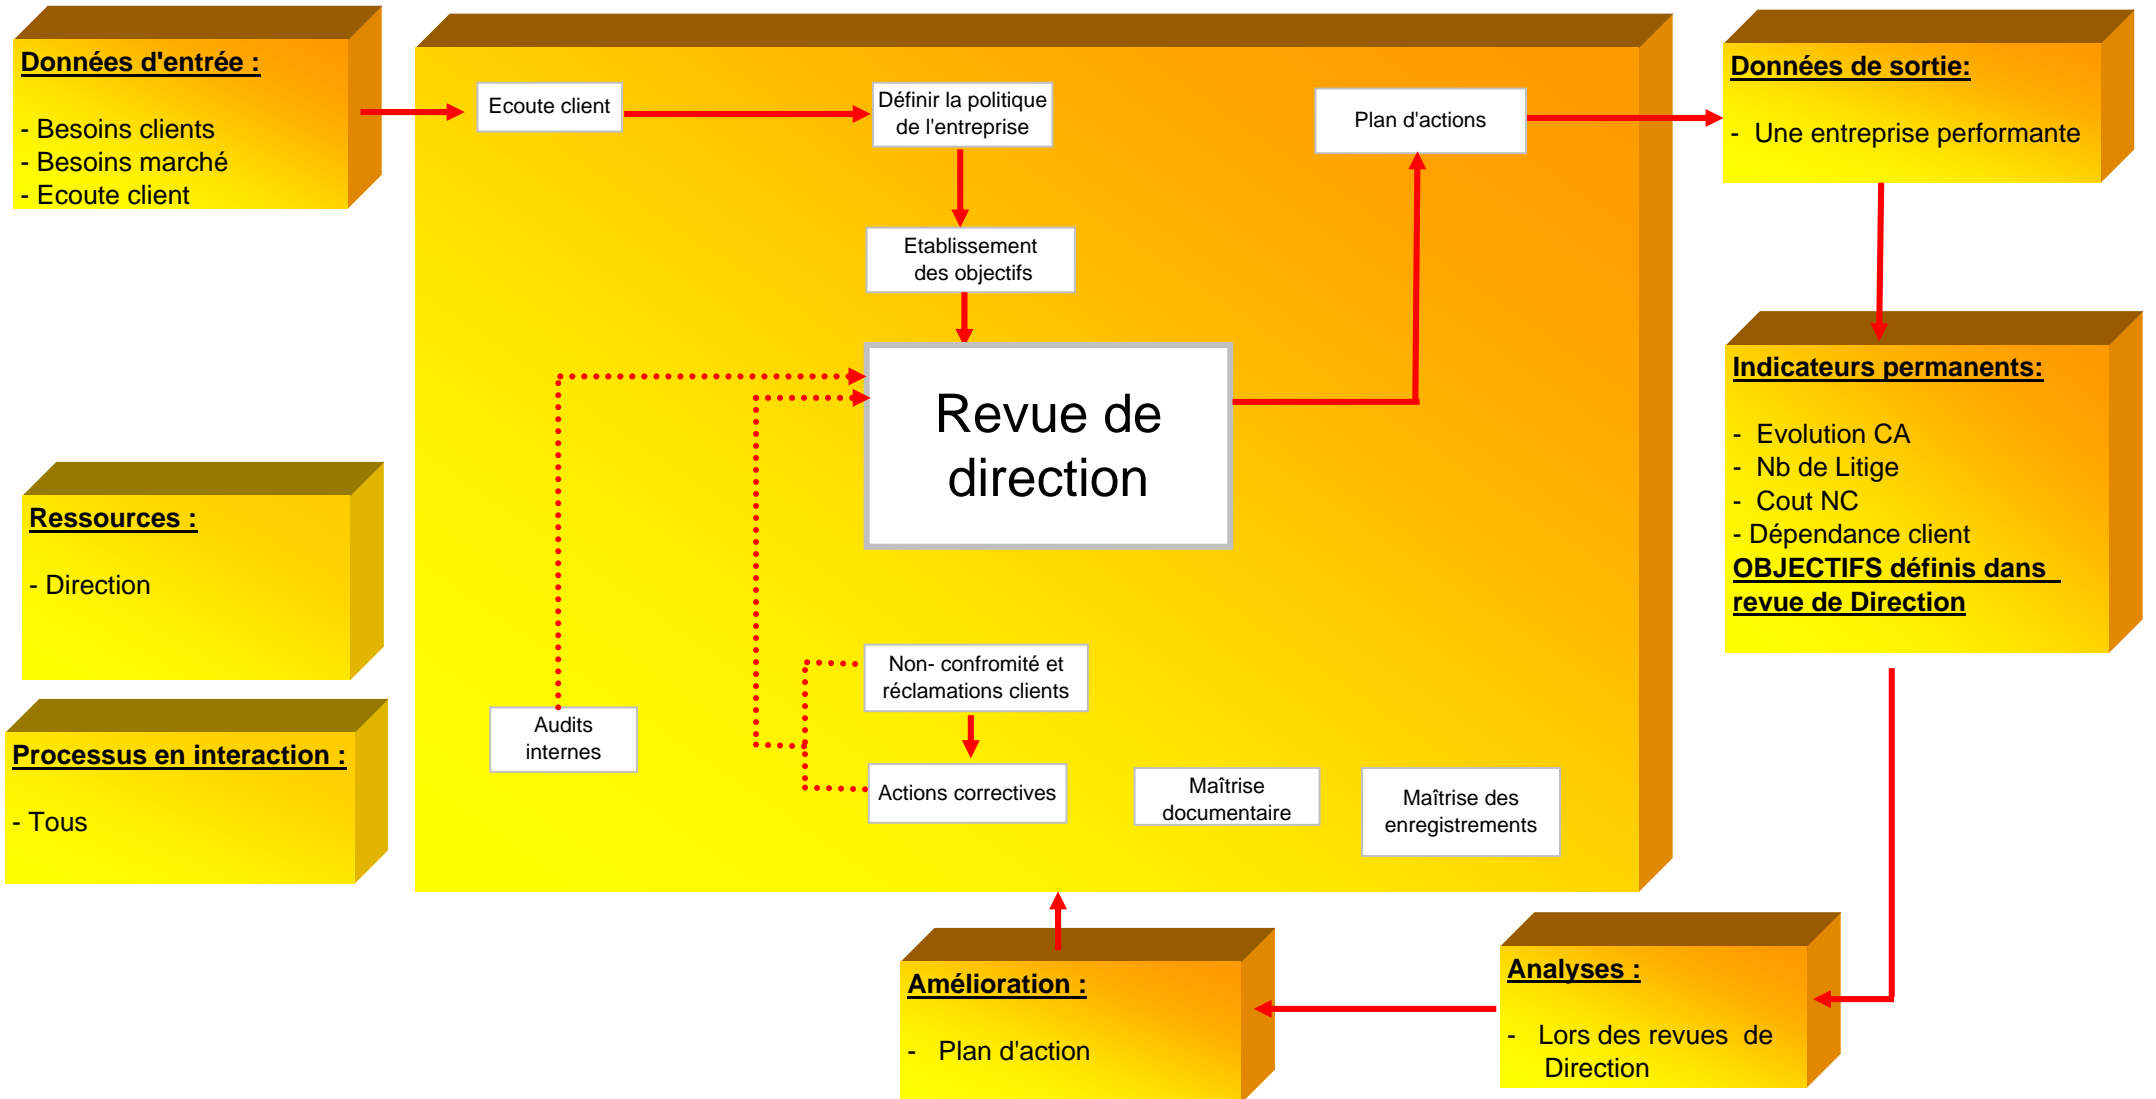 Données d'entrée :
- Besoins clients
- Besoins marché
- Ecoute client
Ecoute client
Définir la politique
de l'entreprise
Plan d'actions
Données de sortie:
- Une entreprise performante
Etablissement
des objectifs
Revue de
direction
Indicateurs permanents:
- Evolution CA
- Nb de Litige
- Cout NC
- Dépendance client
OBJECTIFS définis dans
revue de Direction
Ressources :
- Direction
Processus en interaction :
- Tous
Audits
internes
Non- confromité et
réclamations clients
Actions correctives
Maîtrise
documentaire
Maîtrise des
enregistrements
Amélioration :
- Plan d'action
Analyses :
- Lors des revues de
Direction